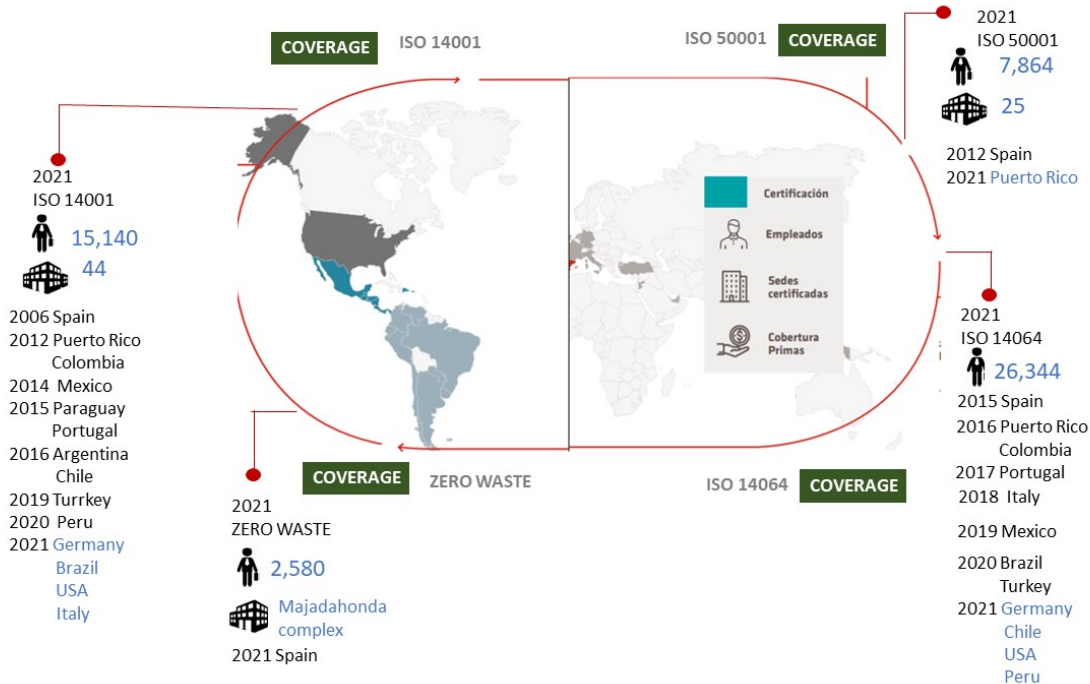 COVERAGE ISO 14001
ISO 50001 COVERAGE
2021
ISO 50001
7,864
25
2012 Spain
2021 Puerto Rico
2021
ISO 14001
15,140
44
2006 Spain
2012 Puerto Rico
Colombia
2014 Mexico
2015 Paraguay
Portugal
2016 Argentina
Chile
2019 Turrkey
2020 Peru
2021 Germany
Brazil
USA
Italy
Certificación
Empleados
Sedes
certificadas
Cobertura
Primas
2021
ISO 14064
26,344
2015 Spain
2016 Puerto Rico
Colombia
2017 Portugal
2018 Italy
2019 Mexico
2020 Brazil
Turkey
2021 Germany
Chile
USA
Peru
COVERAGE ZERO WASTE
ISO 14064 COVERAGE
2021
ZERO WASTE
2,580
Majadahonda
complex
2021 Spain